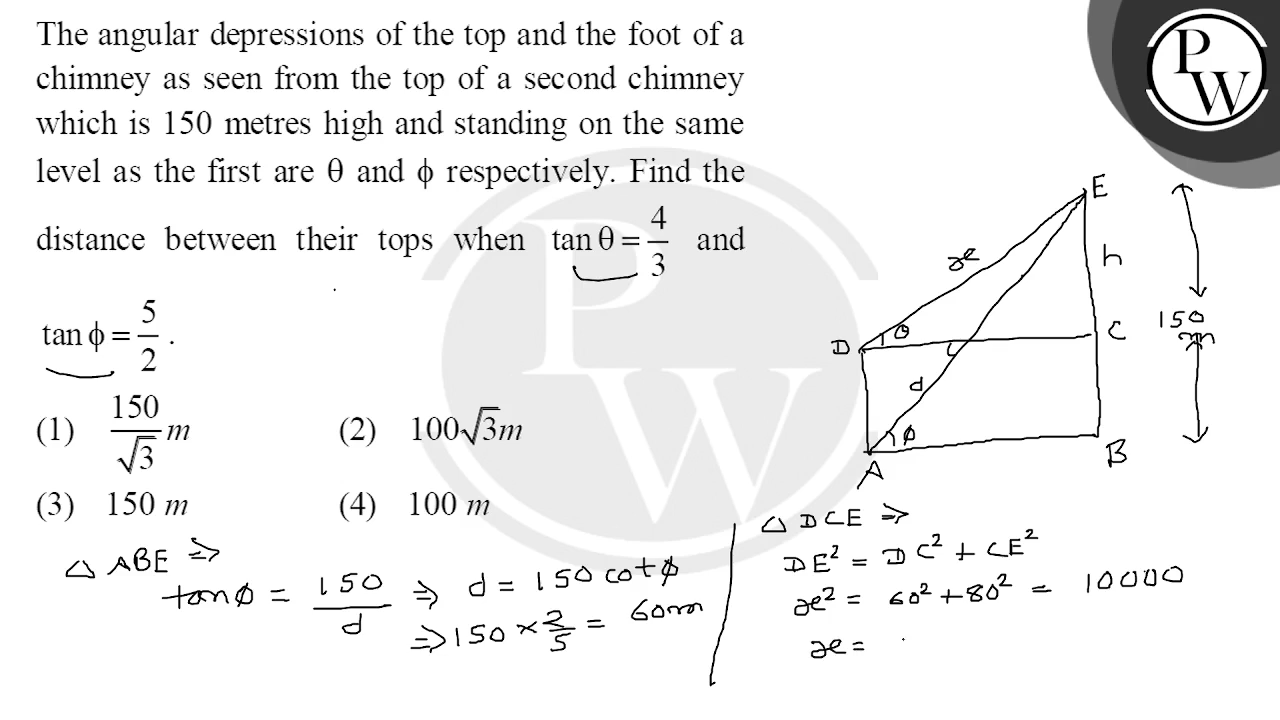 The angular depressions of the top and the foot of a
chimney as seen from the top of a second chimney
which is 150 metres high and standing on the same
level as the first are θ and ϕ respectively. Find the
distance between their tops when tan θ = 4/3 and
tan ϕ = 5/2 .
(1) 150/√3 m (2) 100√3 m
(3) 150 m (4) 100 m
△ ABE ⇒
tan ϕ = 150/d ⇒ d = 150 cot ϕ
⇒ 150 × 2/5 = 60m
△ DCE ⇒
DE² = DC² + CE²
x² = 60² + 80² = 10000
x =
P
W
E
x
h
D
θ
C
150
m
d
ϕ
A
B
P
W